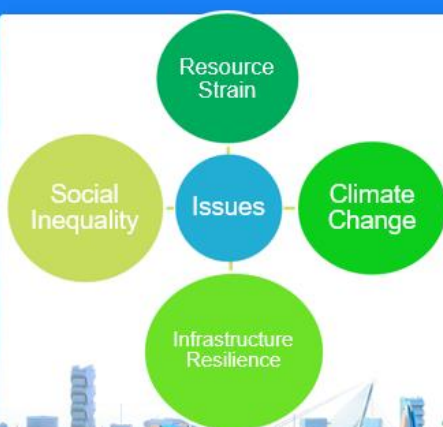 Resource
Strain
Social
Inequality
Issues
Climate
Change
Infrastructure
Resilience